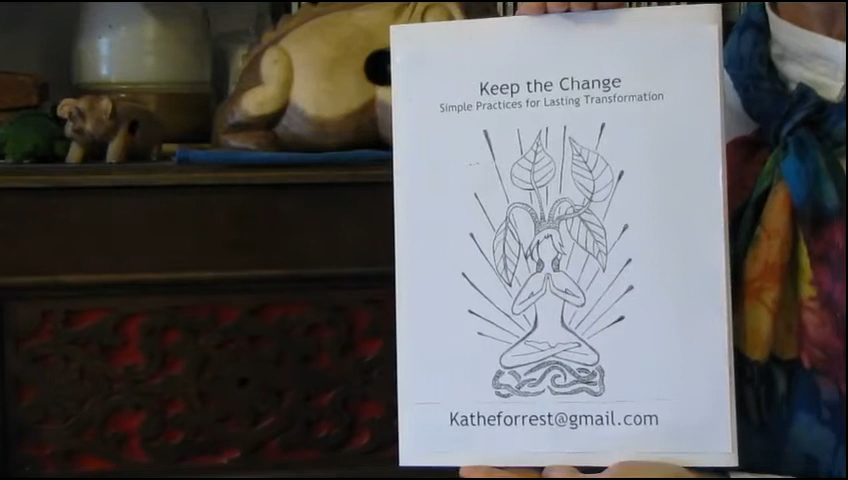 Keep the Change
Simple Practices for Lasting Transformation
Katheforrest@gmail.com